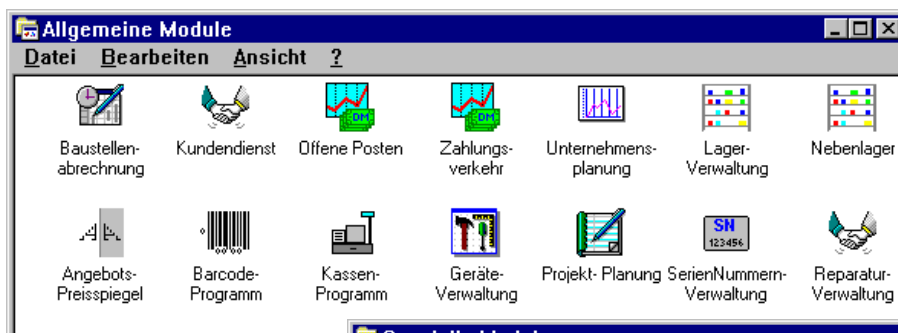 Allgemeine Module
Datei Bearbeiten Ansicht ?
DM DM
Baustellen- Kundendienst Offene Posten Zahlungs- Unternehmens- Lager- Nebenlager
abrechnung verkehr planung Verwaltung
SN
123456
Angebots- Barcode- Kassen- Geräte- Projekt- Planung SerienNummern- Reparatur-
Preisspiegel Programm Programm Verwaltung Verwaltung Verwaltung